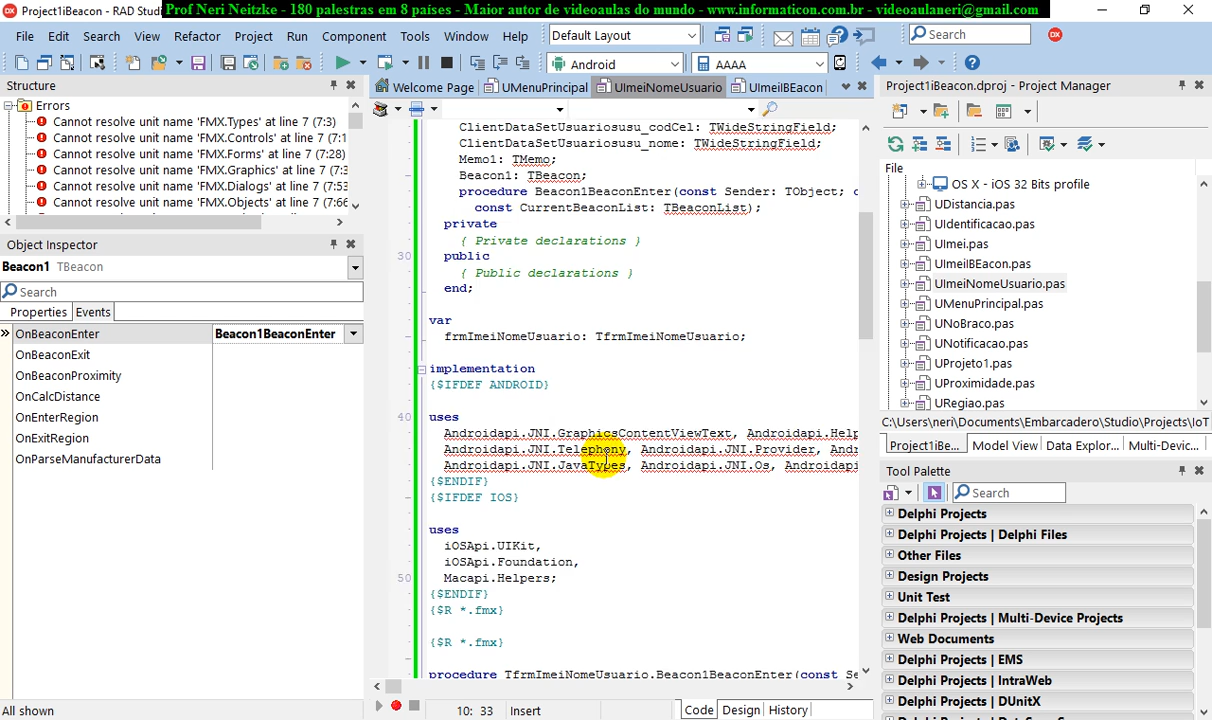 Project1iBeacon - RAD Studi
Prof Neri Neitzke - 180 palestras em 8 países - Maior autor de videoaulas do mundo - www.informaticon.com.br - videoaulaneri@gmail.com
File Edit Search View Refactor Project Run Component Tools Window Help
Default Layout
Search
Android
AAAA
Structure
Errors
Cannot resolve unit name 'FMX.Types' at line 7 (7:3)
Cannot resolve unit name 'FMX.Controls' at line 7 (7:1
Cannot resolve unit name 'FMX.Forms' at line 7 (7:28)
Cannot resolve unit name 'FMX.Graphics' at line 7 (7:3
Cannot resolve unit name 'FMX.Dialogs' at line 7 (7:53
Cannot resolve unit name 'FMX.Objects' at line 7 (7:66
Object Inspector
Beacon1 TBeacon
Search
Properties Events
OnBeaconEnter Beacon1BeaconEnter
OnBeaconExit
OnBeaconProximity
OnCalcDistance
OnEnterRegion
OnExitRegion
OnParseManufacturerData
All shown
Welcome Page UMenuPrincipal UImeiNomeUsuario UImeiIBEacon
ClientDataSetUsuariosusu_codCel: TWideStringField;
ClientDataSetUsuariosusu_nome: TWideStringField;
Memo1: TMemo;
Beacon1: TBeacon;
procedure Beacon1BeaconEnter(const Sender: TObject; c
const CurrentBeaconList: TBeaconList);
private
{ Private declarations }
30 public
{ Public declarations }
end;
var
frmImeiNomeUsuario: TfrmImeiNomeUsuario;
implementation
{$IFDEF ANDROID}
40 uses
Androidapi.JNI.GraphicsContentViewText, Androidapi.Help
Androidapi.JNI.Telephony, Androidapi.JNI.Provider, Andr
Androidapi.JNI.JavaTypes, Androidapi.JNI.Os, Androidapi
{$ENDIF}
{$IFDEF IOS}
uses
iOSApi.UIKit,
iOSApi.Foundation,
50 Macapi.Helpers;
{$ENDIF}
{$R *.fmx}
{$R *.fmx}
procedure TfrmImeiNomeUsuario.Beacon1BeaconEnter(const Se
10: 33 Insert
Code Design History
Project1iBeacon.dproj - Project Manager
File
OS X - iOS 32 Bits profile
UDistancia.pas
UIdentificacao.pas
UImei.pas
UImeiIBEacon.pas
UImeiNomeUsuario.pas
UMenuPrincipal.pas
UNoBraco.pas
UNotificacao.pas
UProjeto1.pas
UProximidade.pas
URegiao.pas
C:\Users\neri\Documents\Embarcadero\Studio\Projects\IoT
Project1iBe... Model View Data Explor... Multi-Devic...
Tool Palette
Search
Delphi Projects
Delphi Projects | Delphi Files
Other Files
Design Projects
Unit Test
Delphi Projects | Multi-Device Projects
Web Documents
Delphi Projects | EMS
Delphi Projects | IntraWeb
Delphi Projects | DUnitX